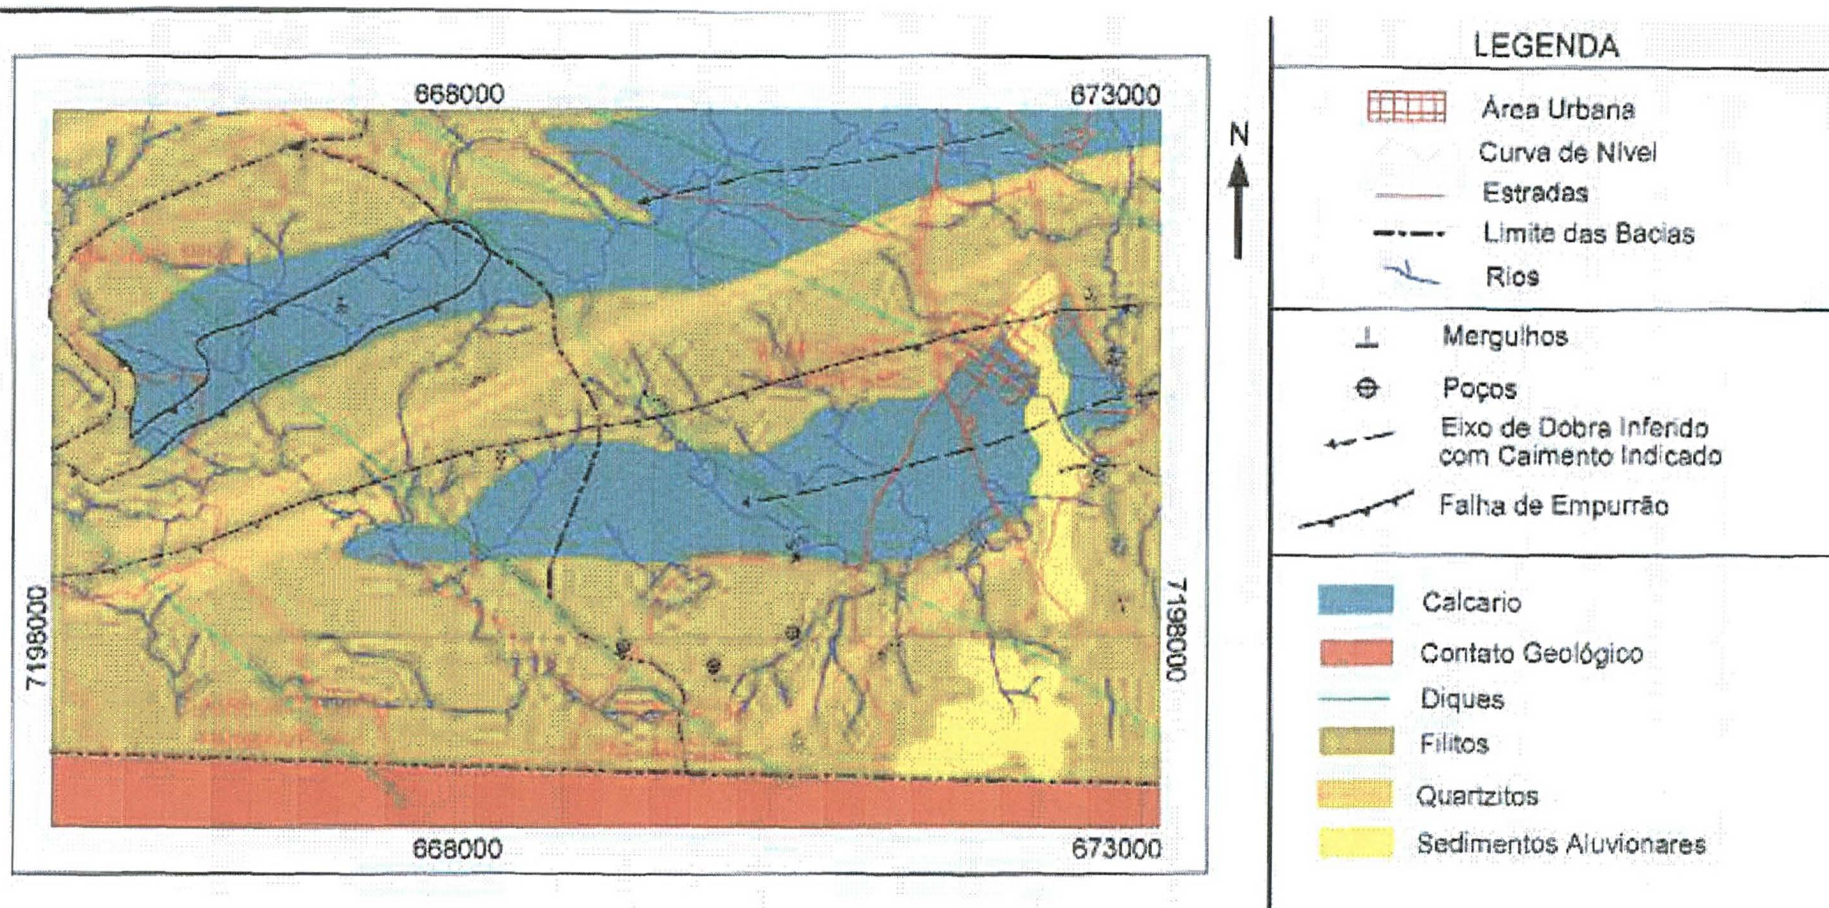 668000
673000
N
7198000
7198000
668000
673000
LEGENDA
Área Urbana
Curva de Nível
Estradas
Limite das Bacias
Rios
Mergulhos
Poços
Eixo de Dobra Inferido
com Caimento Indicado
Falha de Empurrão
Calcario
Contato Geológico
Diques
Filitos
Quartzitos
Sedimentos Aluvionares